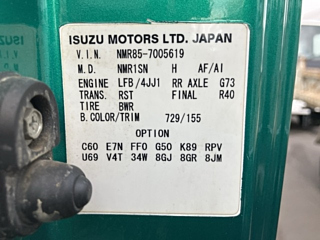 ISUZU MOTORS LTD. JAPAN
V.I.N. NMR85-7005619
M.D. NMR1SN H AF/AI
ENGINE LFB/4JJ1 RR AXLE G73
TRANS. RST FINAL R40
TIRE BWR
B.COLOR/TRIM 729/155
OPTION
C60 E7N FFO G50 K89 RPV
U69 V4T 34W 8GJ 8GR 8JM